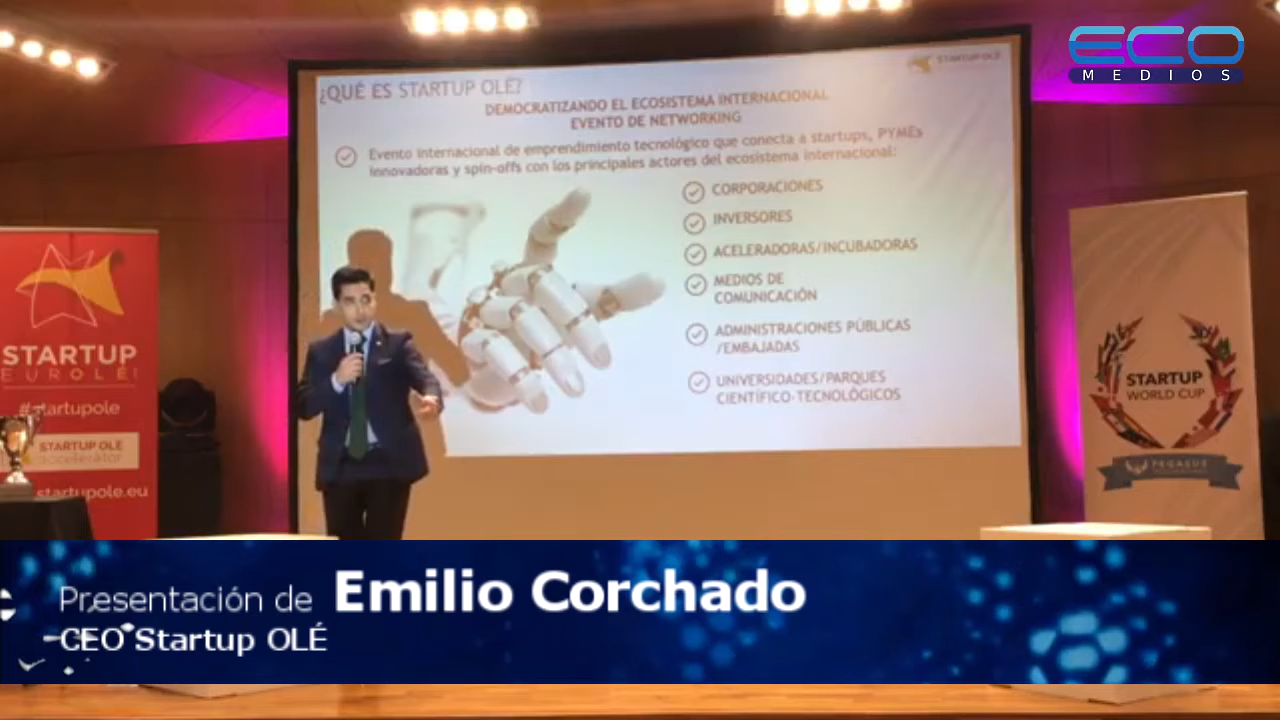 ECO
MEDIOS
STARTUP OLÉ
¿QUÉ ES STARTUP OLÉ?
DEMOCRATIZANDO EL ECOSISTEMA INTERNACIONAL
EVENTO DE NETWORKING
Evento internacional de emprendimiento tecnológico que conecta a startups, PYMEs
innovadoras y spin-offs con los principales actores del ecosistema internacional:
CORPORACIONES
INVERSORES
ACELERADORAS/INCUBADORAS
MEDIOS DE
COMUNICACIÓN
ADMINISTRACIONES PÚBLICAS
/EMBAJADAS
UNIVERSIDADES/PARQUES
CIENTÍFICO-TECNOLÓGICOS
STARTUP
EUROLÉ!
#startupole
STARTUP OLE
accelerator
startupole.eu
STARTUP
WORLD CUP
PEGASUS
Presentación de Emilio Corchado
CEO Startup OLÉ